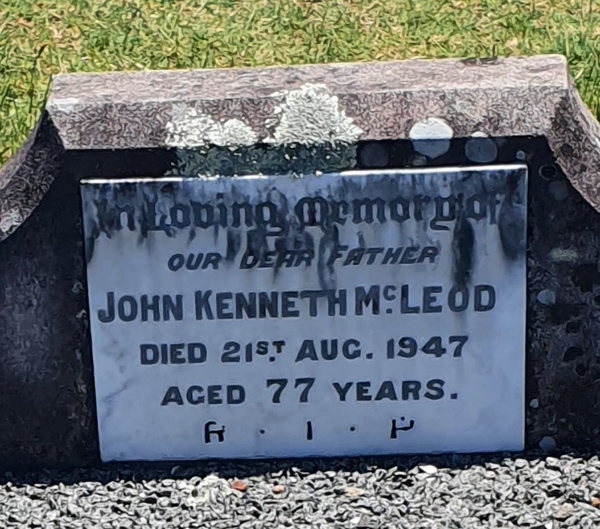 In Loving Memory of
OUR DEAR FATHER
JOHN KENNETH McLEOD
DIED 21ST. AUG. 1947
AGED 77 YEARS.
R · I · P